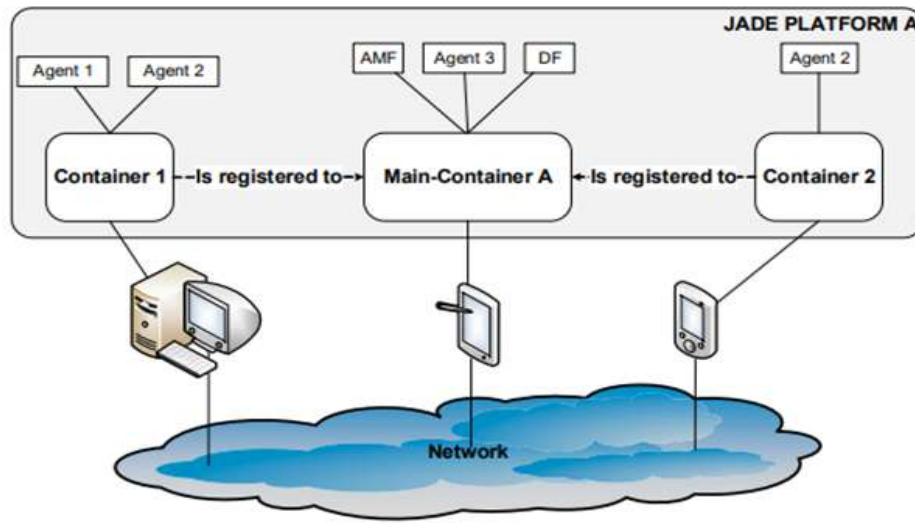 JADE PLATFORM A
Agent 1
Agent 2
AMF
Agent 3
DF
Agent 2
Container 1
Is registered to
Main-Container A
Is registered to
Container 2
Network